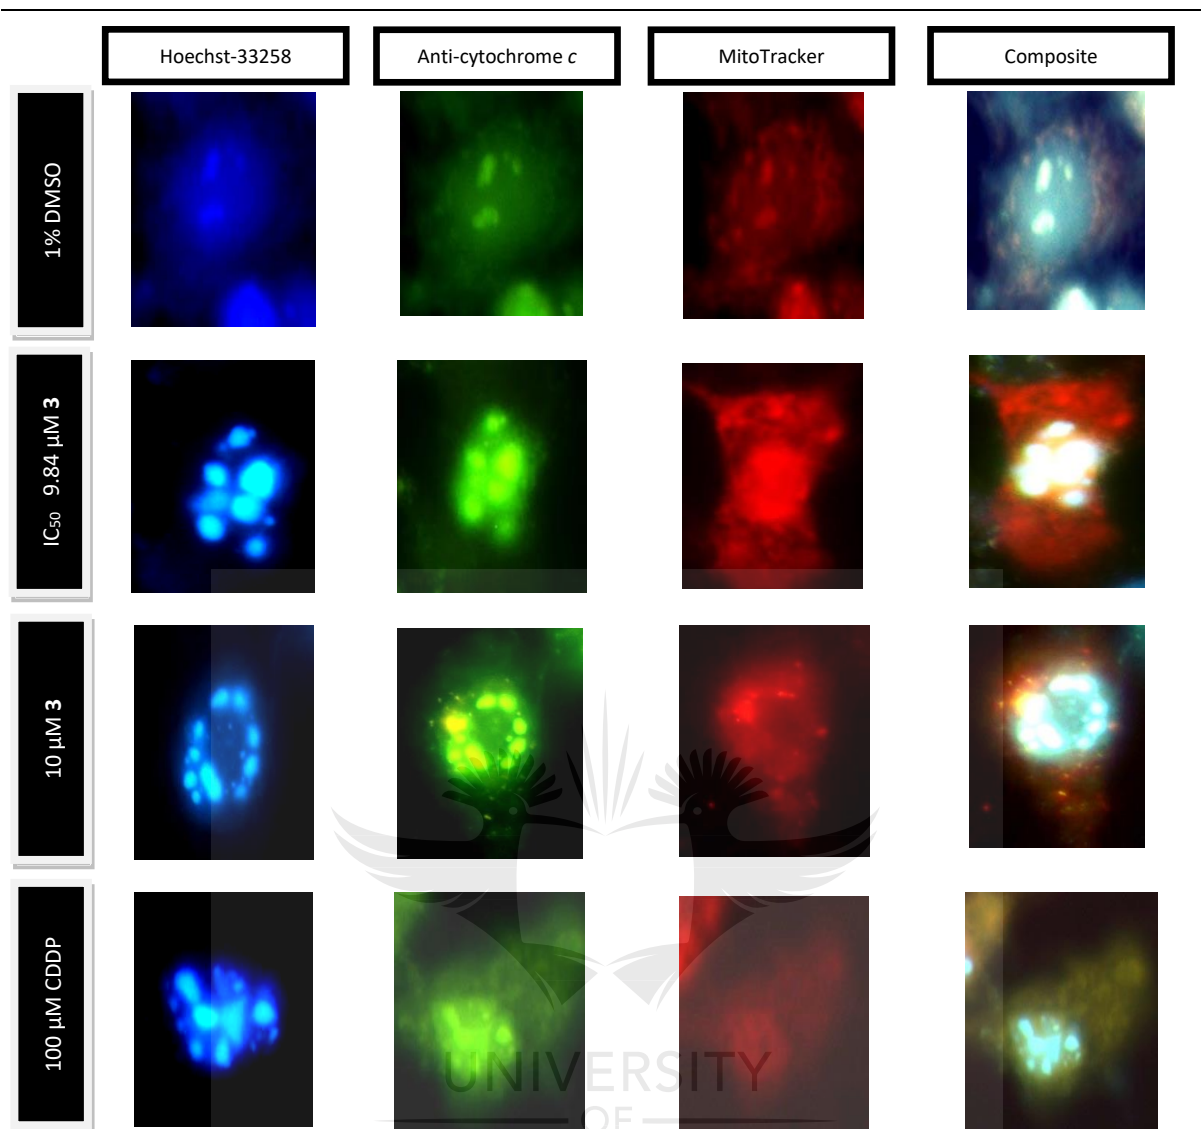 Hoechst-33258
Anti-cytochrome c
MitoTracker
Composite
1% DMSO
IC50 9.84 µM 3
10 µM 3
100 µM CDDP
UNIVERSITY
OF